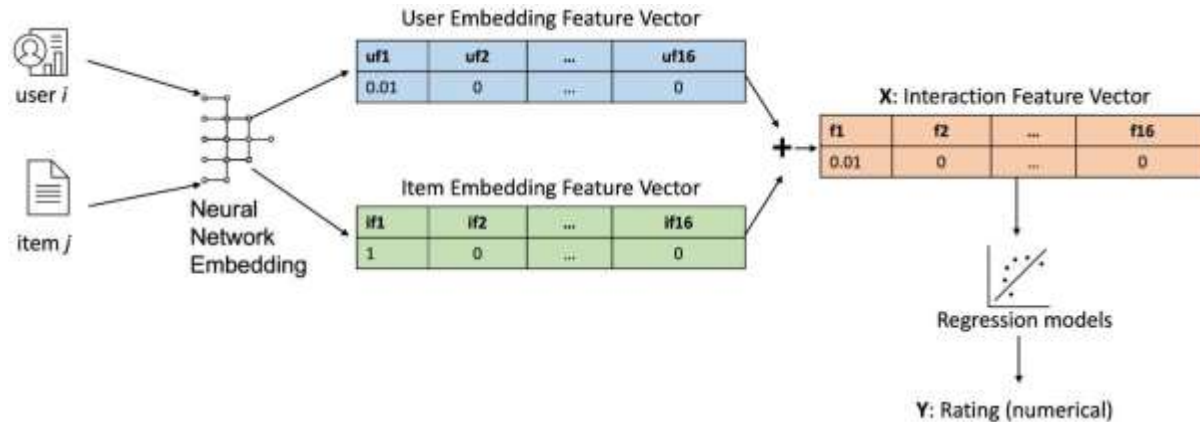 User Embedding Feature Vector
uf1 uf2 ... uf16
0.01 0 ... 0
user i
Neural
Network
Embedding
item j
Item Embedding Feature Vector
if1 if2 ... if16
1 0 ... 0
+
X: Interaction Feature Vector
f1 f2 ... f16
0.01 0 ... 0
Regression models
Y: Rating (numerical)